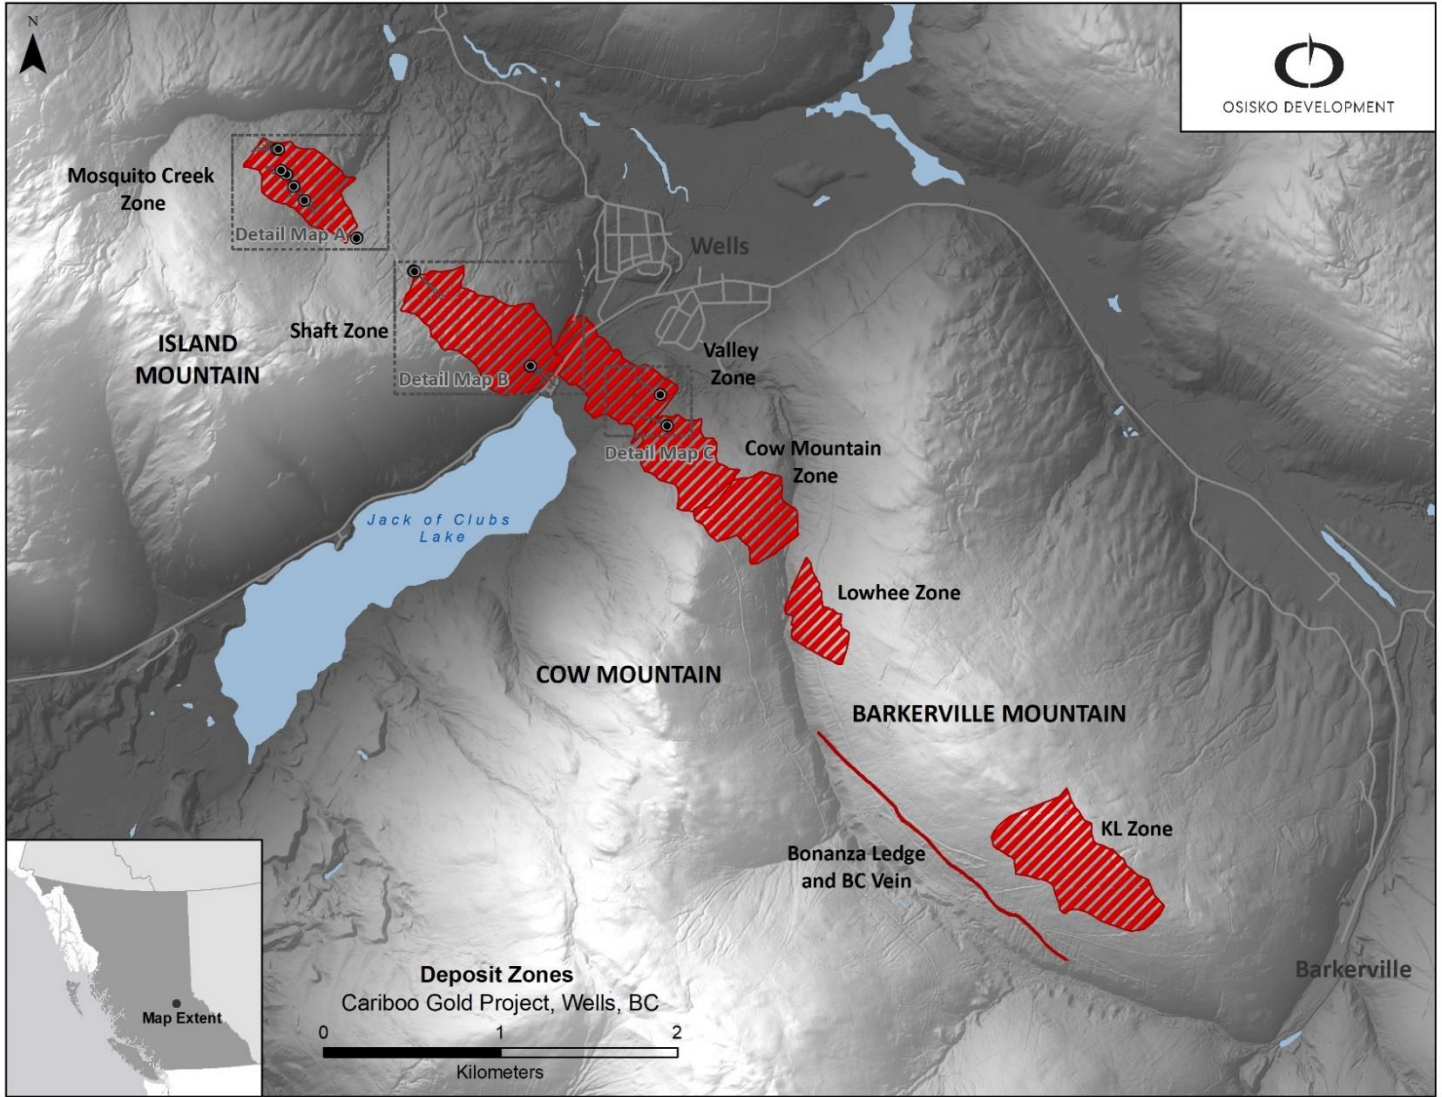 N
OSISKO DEVELOPMENT
Mosquito Creek
Zone
Detail Map A
Wells
Shaft Zone
ISLAND
MOUNTAIN
Detail Map B
Valley
Zone
Detail Map C
Cow Mountain
Zone
Jack of Clubs
Lake
Lowhee Zone
COW MOUNTAIN
BARKERVILLE MOUNTAIN
KL Zone
Bonanza Ledge
and BC Vein
Barkerville
Map Extent
Deposit Zones
Cariboo Gold Project, Wells, BC
0 1 2
Kilometers